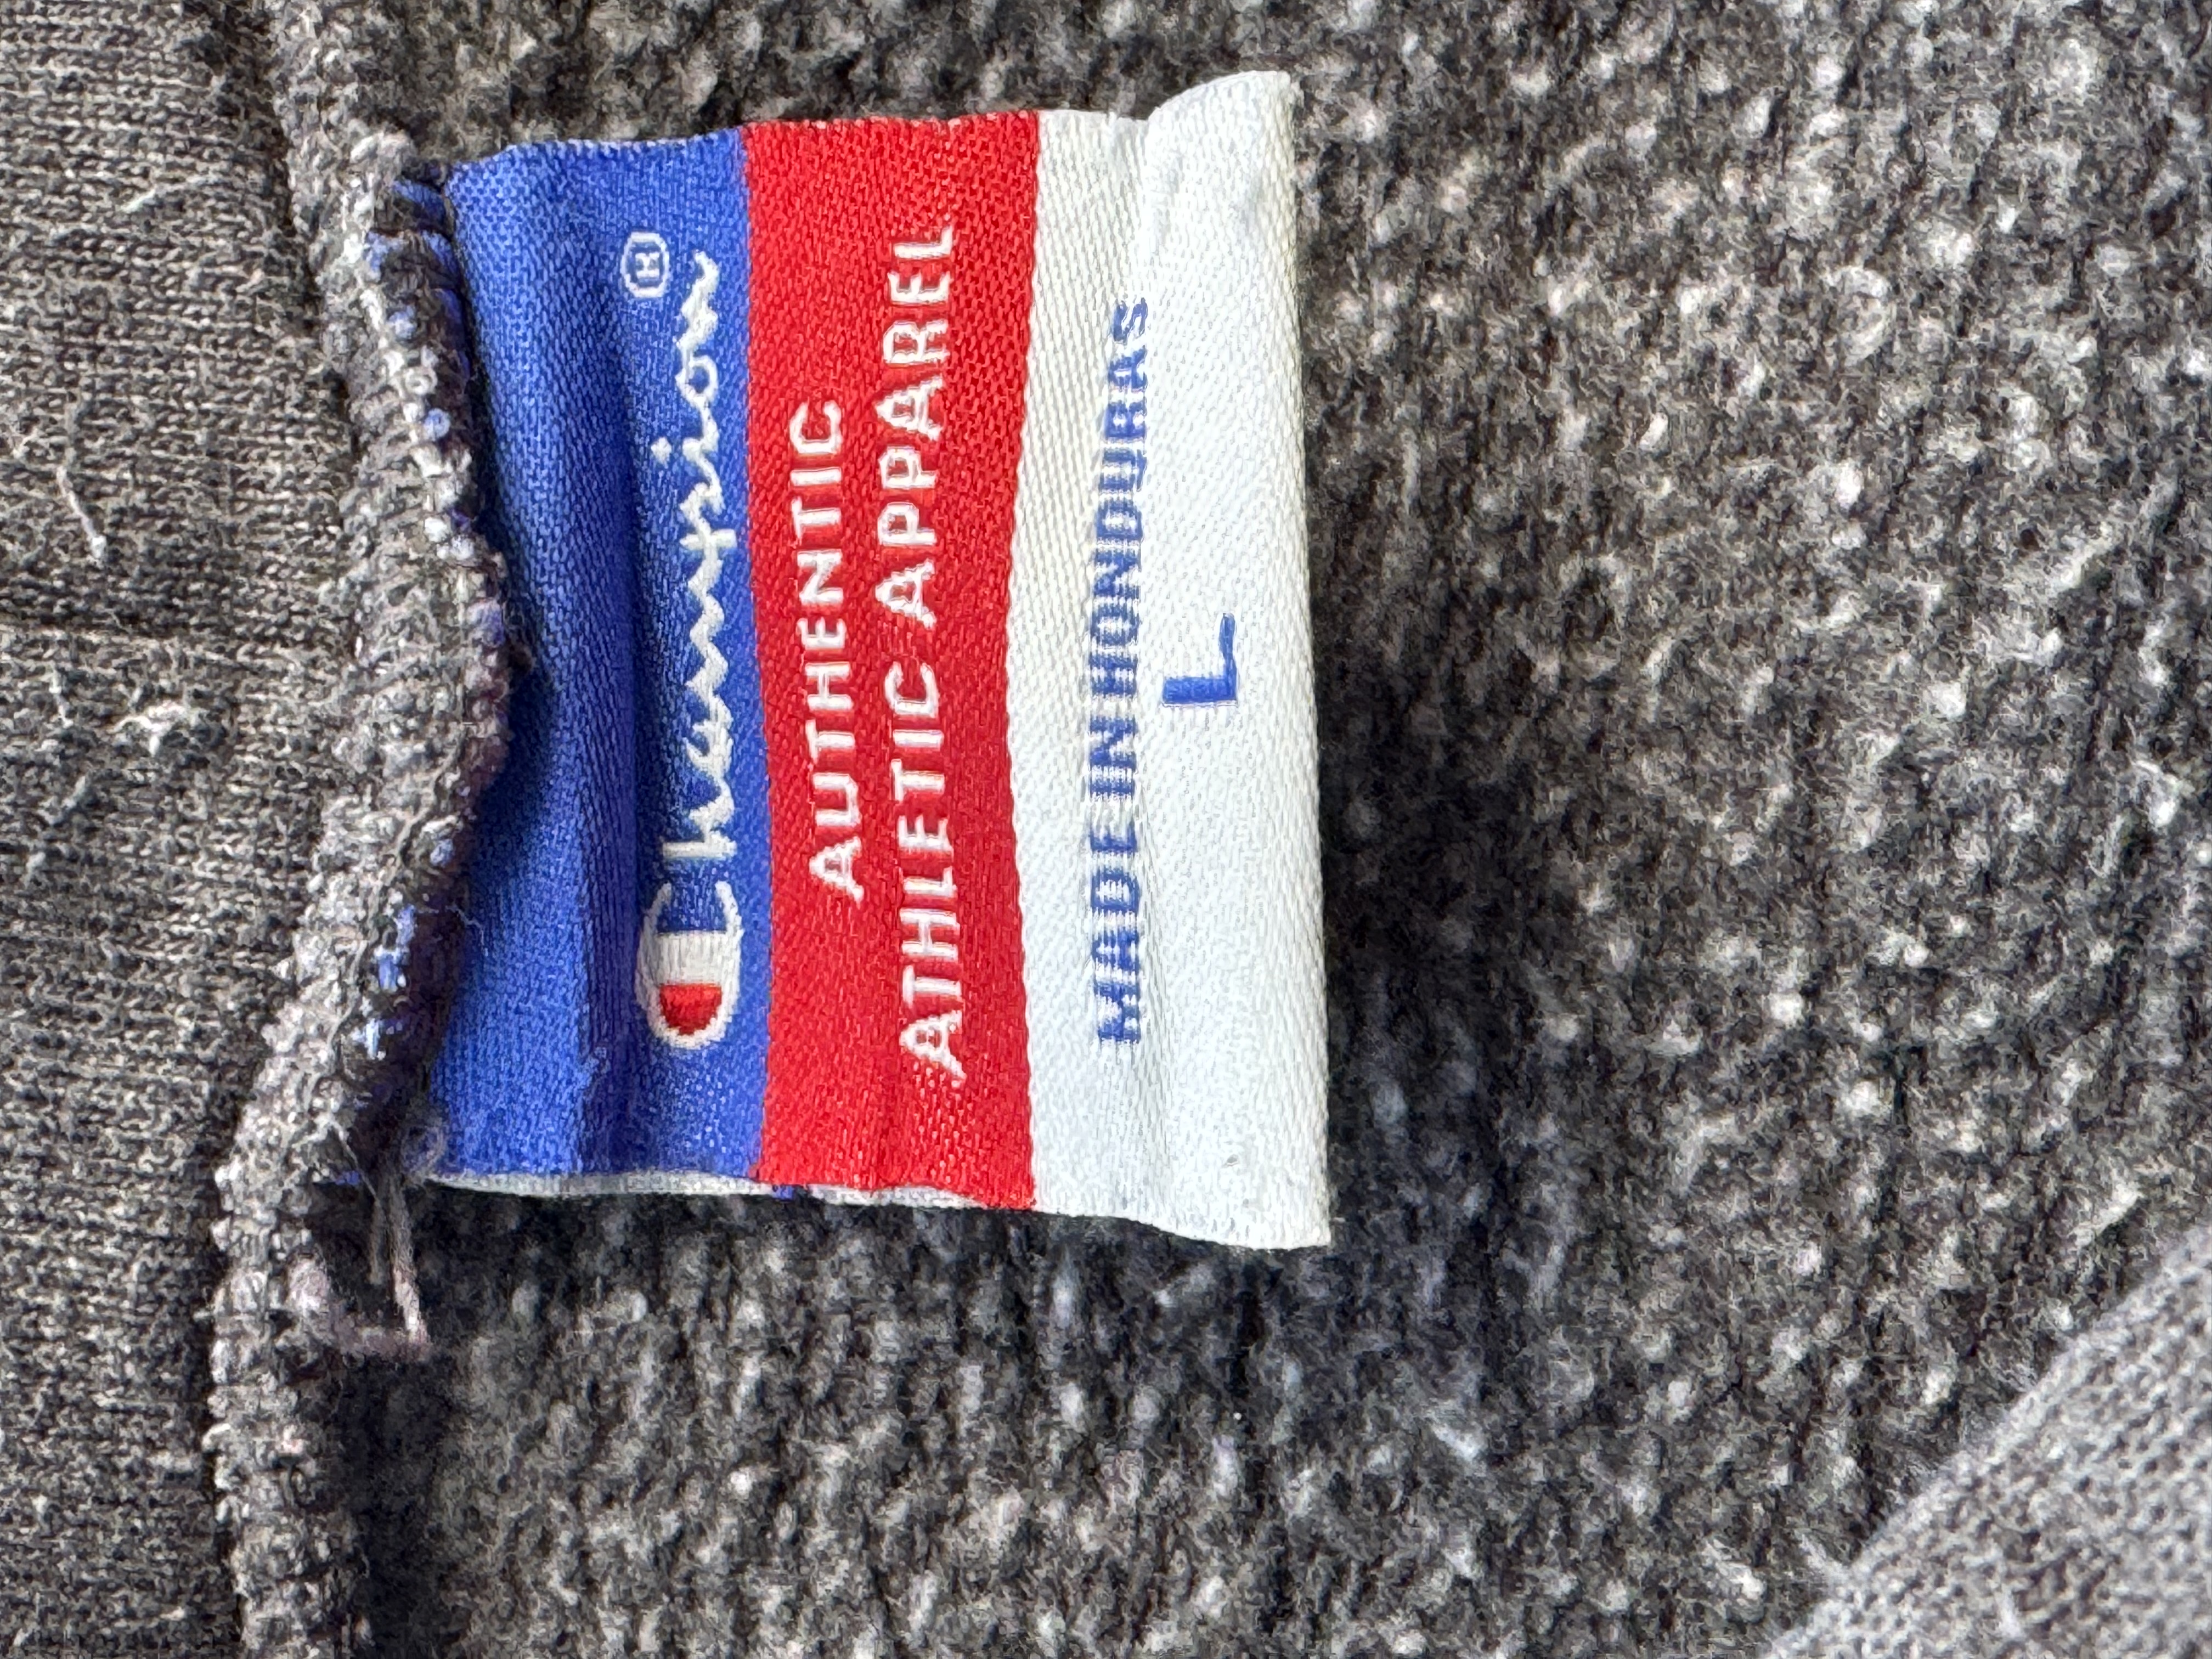 Champion®
AUTHENTIC
ATHLETIC APPAREL
MADE IN HONDURAS
L